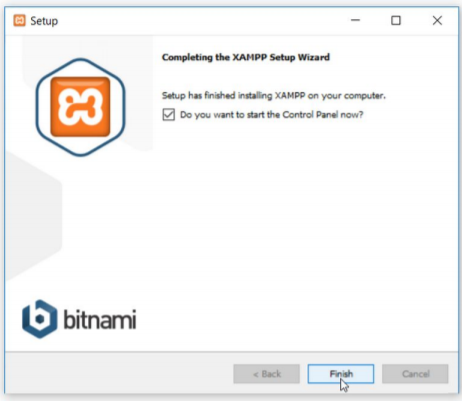 Setup
Completing the XAMPP Setup Wizard
Setup has finished installing XAMPP on your computer.
Do you want to start the Control Panel now?
bitnami
< Back
Finish
Cancel